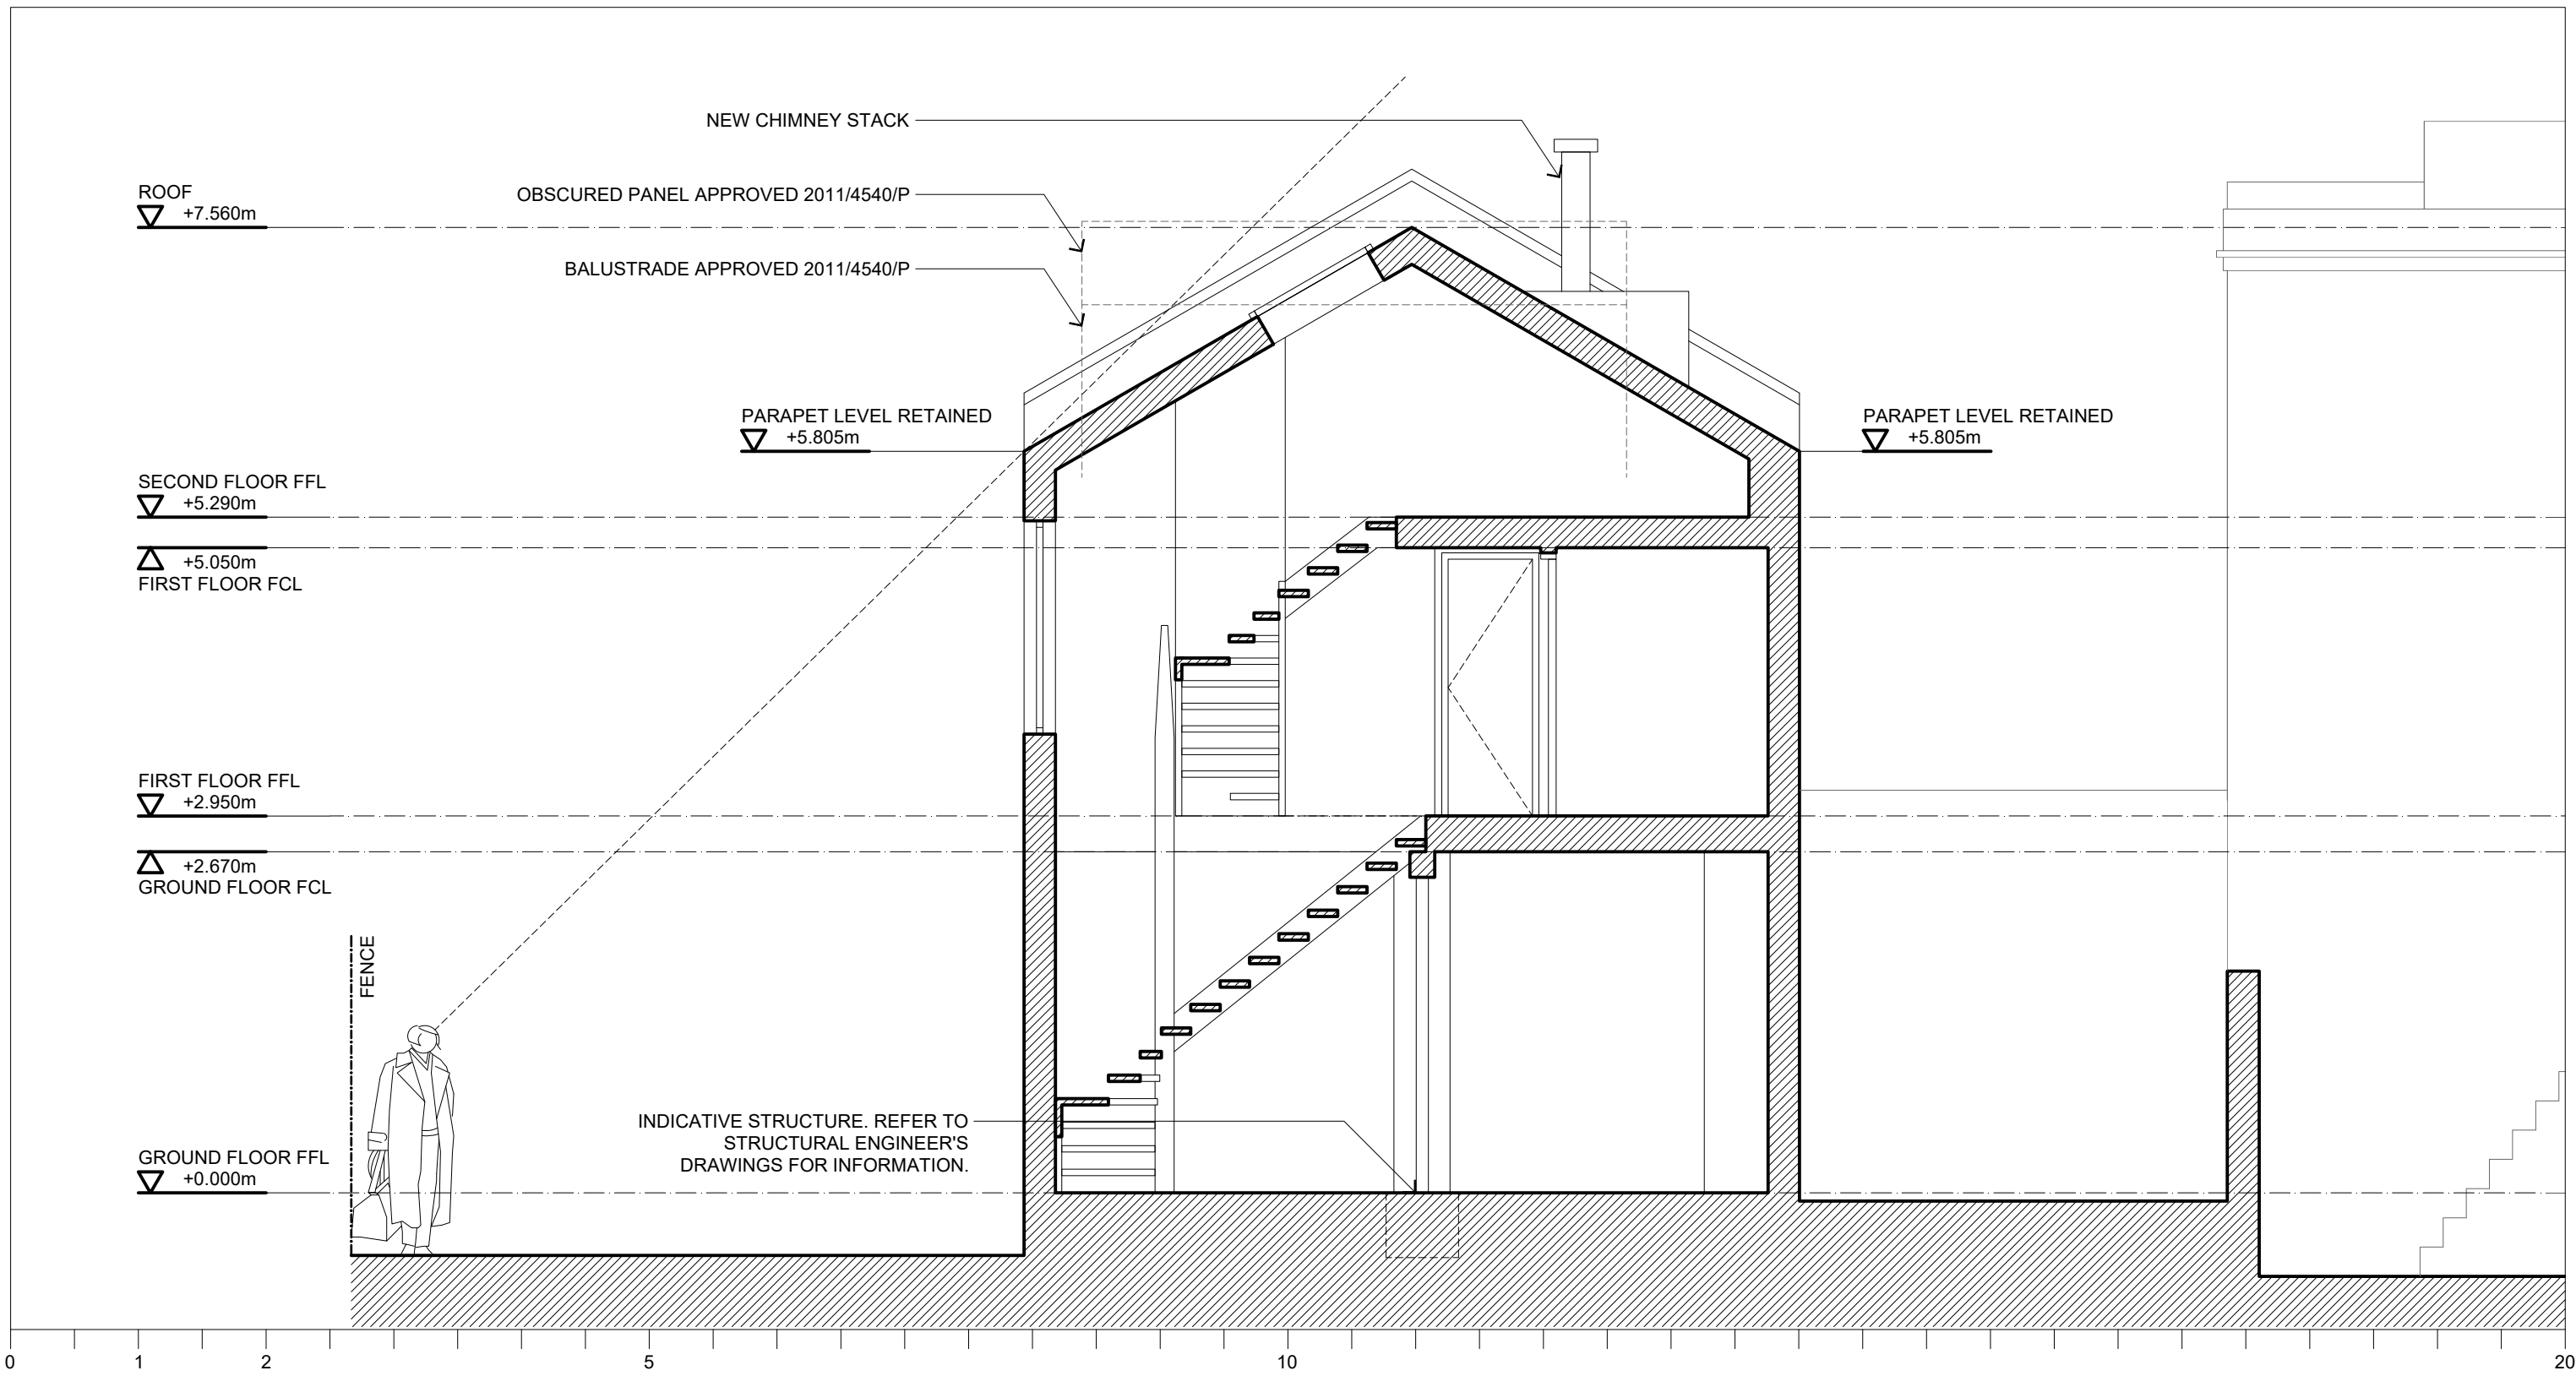 NEW CHIMNEY STACK
ROOF
+7.560m
OBSCURED PANEL APPROVED 2011/4540/P
BALUSTRADE APPROVED 2011/4540/P
PARAPET LEVEL RETAINED
+5.805m
PARAPET LEVEL RETAINED
+5.805m
SECOND FLOOR FFL
+5.290m
+5.050m
FIRST FLOOR FCL
FIRST FLOOR FFL
+2.950m
+2.670m
GROUND FLOOR FCL
FENCE
INDICATIVE STRUCTURE. REFER TO
STRUCTURAL ENGINEER'S
DRAWINGS FOR INFORMATION.
GROUND FLOOR FFL
+0.000m
0 1 2 5 10 20